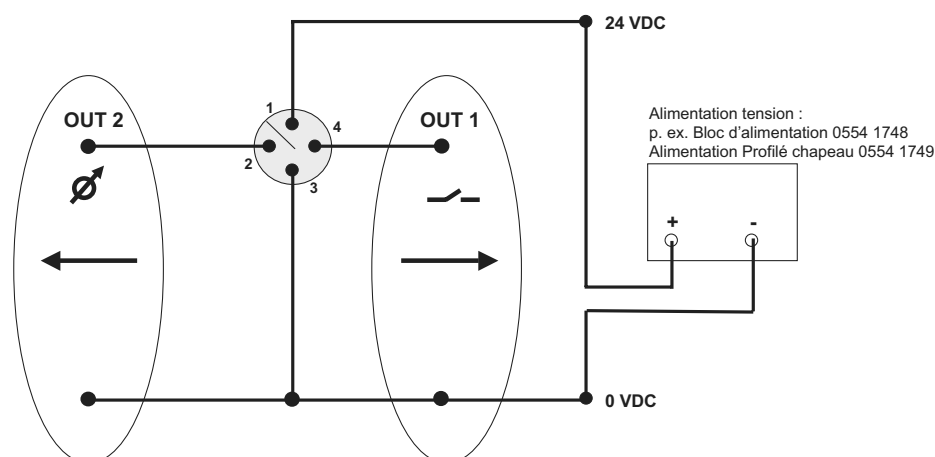 24 VDC
Alimentation tension :
p. ex. Bloc d'alimentation 0554 1748
Alimentation Profilé chapeau 0554 1749
OUT 2
1
4
OUT 1
2
3
+
-
0 VDC